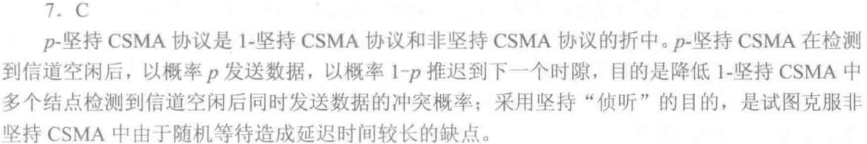 7. C
p-坚持 CSMA 协议是 1-坚持 CSMA 协议和非坚持 CSMA 协议的折中。p-坚持 CSMA 在检测
到信道空闲后，以概率 p 发送数据，以概率 1-p 推迟到下一个时隙，目的是降低 1-坚持 CSMA 中
多个结点检测到信道空闲后同时发送数据的冲突概率；采用坚持“侦听”的目的，是试图克服非
坚持 CSMA 中由于随机等待造成延迟时间较长的缺点。